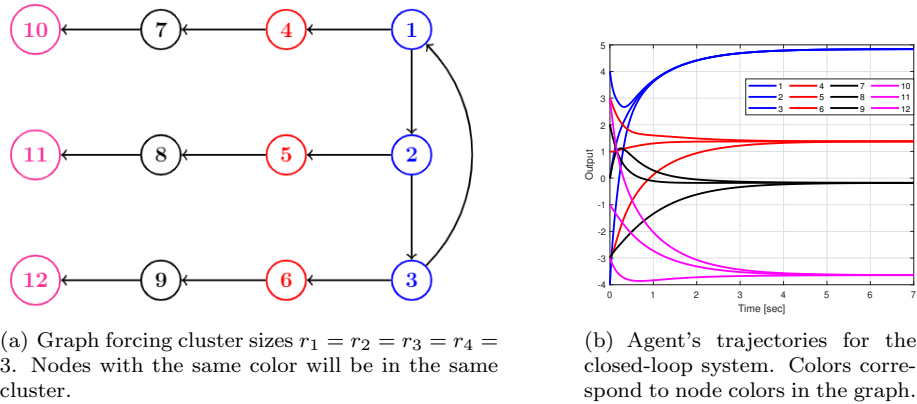 10 7 4 1
11 8 5 2
12 9 6 3
(a) Graph forcing cluster sizes r₁ = r₂ = r₃ = r₄ =
3. Nodes with the same color will be in the same
cluster.
5
4
3
2
1
0
-1
-2
-3
-4
Output
1 4 7 10
2 5 8 11
3 6 9 12
0 1 2 3 4 5 6 7
Time [sec]
(b) Agent's trajectories for the
closed-loop system. Colors corre-
spond to node colors in the graph.